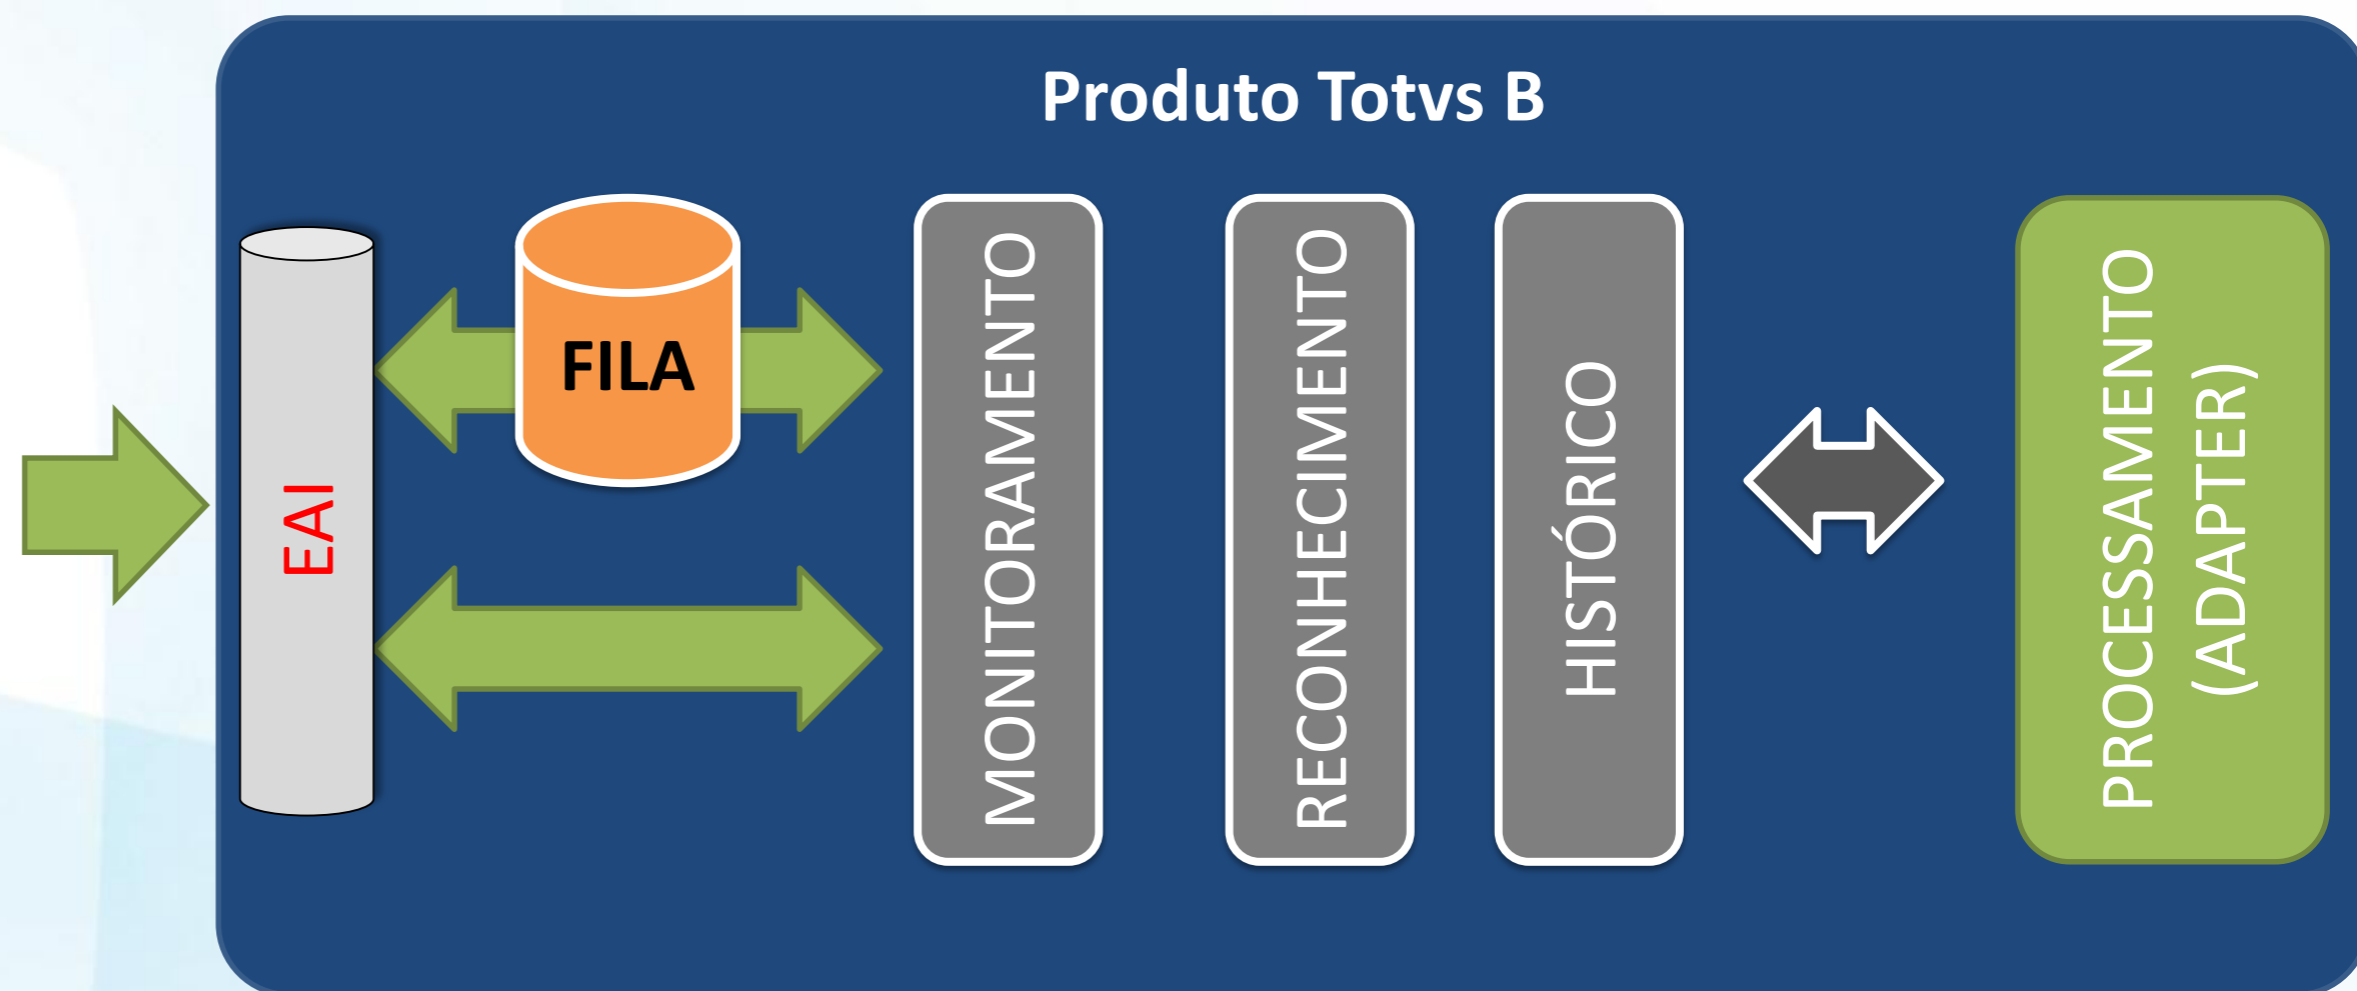 Produto Totvs B
EAI
FILA
MONITORAMENTO
RECONHECIMENTO
HISTÓRICO
PROCESSAMENTO
(ADAPTER)